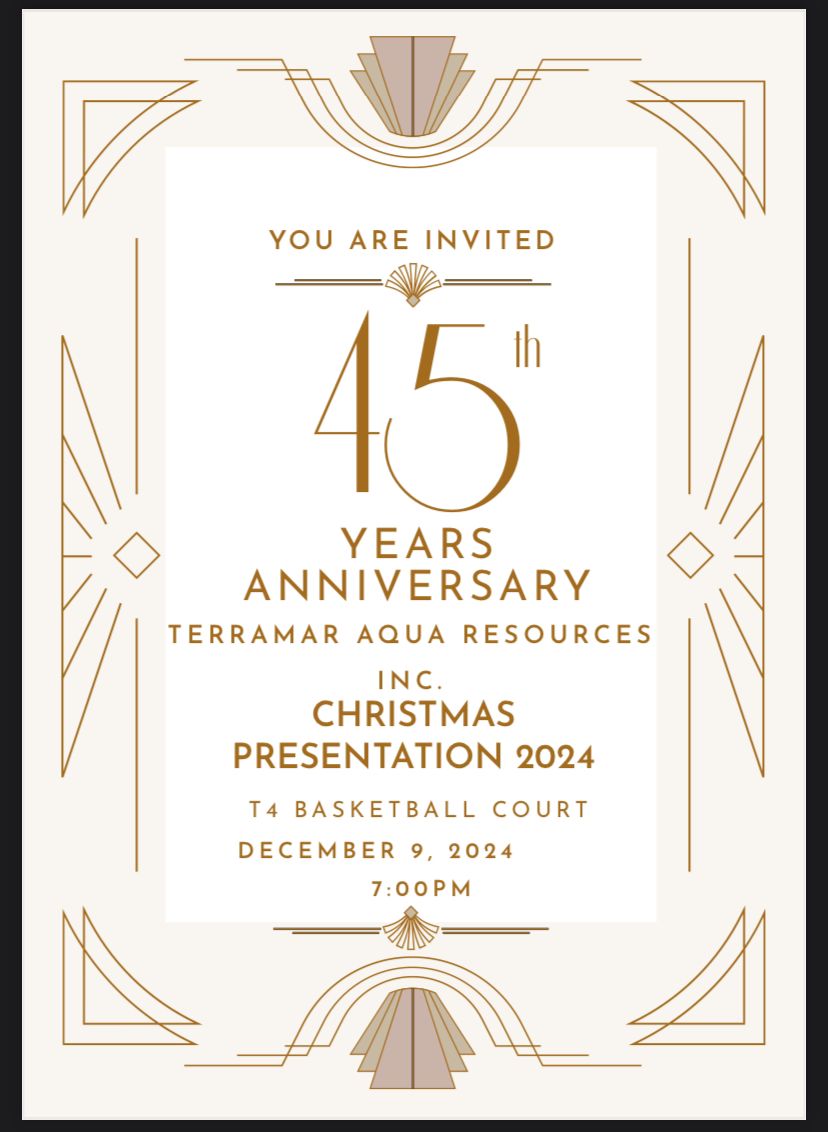 YOU ARE INVITED
45th
YEARS
ANNIVERSARY
TERRAMAR AQUA RESOURCES
INC.
CHRISTMAS
PRESENTATION 2024
T4 BASKETBALL COURT
DECEMBER 9, 2024
7:00PM